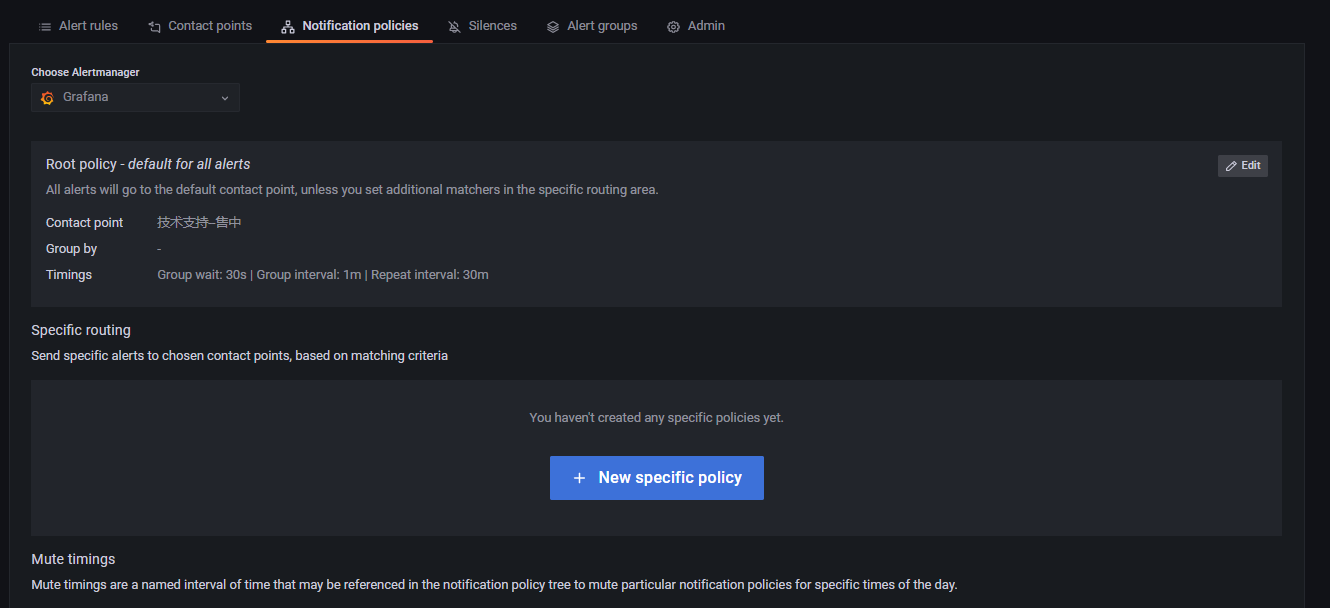 Alert rules Contact points Notification policies Silences Alert groups Admin
Choose Alertmanager
Grafana
Root policy - default for all alerts
Edit
All alerts will go to the default contact point, unless you set additional matchers in the specific routing area.
Contact point 技术支持–售中
Group by -
Timings Group wait: 30s | Group interval: 1m | Repeat interval: 30m
Specific routing
Send specific alerts to chosen contact points, based on matching criteria
You haven't created any specific policies yet.
+ New specific policy
Mute timings
Mute timings are a named interval of time that may be referenced in the notification policy tree to mute particular notification policies for specific times of the day.